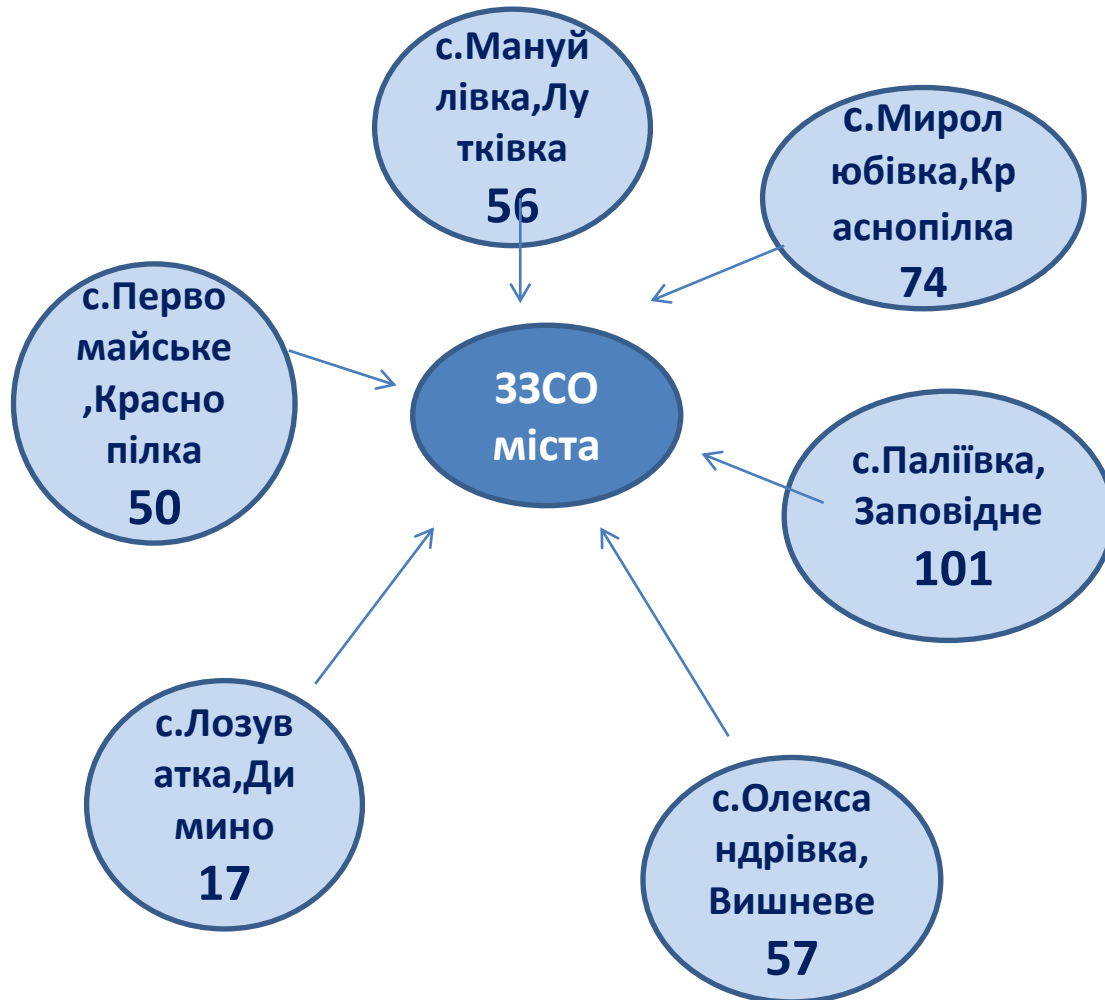 с.Мануй
лівка,Лу
тківка
56
с.Мирол
юбівка,Кр
аснопілка
74
с.Перво
майське
,Красно
пілка
50
ЗЗСО
міста
с.Паліївка,
Заповідне
101
с.Лозув
атка,Ди
мино
17
с.Олекса
ндрівка,
Вишневе
57